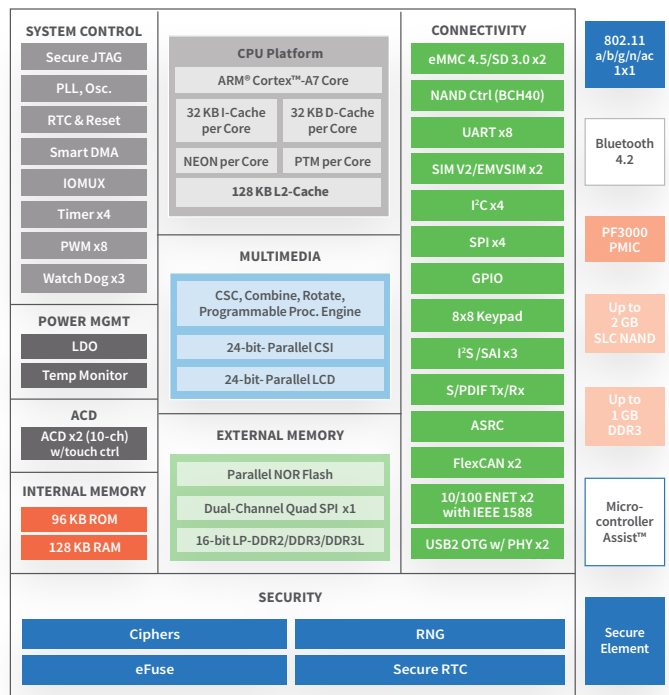 SYSTEM CONTROL
Secure JTAG
PLL, Osc.
RTC & Reset
Smart DMA
IOMUX
Timer x4
PWM x8
Watch Dog x3
POWER MGMT
LDO
Temp Monitor
ACD
ACD x2 (10-ch)
w/touch ctrl
INTERNAL MEMORY
96 KB ROM
128 KB RAM
CPU Platform
ARM® Cortex™-A7 Core
32 KB I-Cache
per Core
32 KB D-Cache
per Core
NEON per Core
PTM per Core
128 KB L2-Cache
MULTIMEDIA
CSC, Combine, Rotate,
Programmable Proc. Engine
24-bit- Parallel CSI
24-bit- Parallel LCD
EXTERNAL MEMORY
Parallel NOR Flash
Dual-Channel Quad SPI x1
16-bit LP-DDR2/DDR3/DDR3L
CONNECTIVITY
eMMC 4.5/SD 3.0 x2
NAND Ctrl (BCH40)
UART x8
SIM V2/EMVSIM x2
I²C x4
SPI x4
GPIO
8x8 Keypad
I²S /SAI x3
S/PDIF Tx/Rx
ASRC
FlexCAN x2
10/100 ENET x2
with IEEE 1588
USB2 OTG w/ PHY x2
SECURITY
Ciphers
RNG
eFuse
Secure RTC
802.11
a/b/g/n/ac
1x1
Bluetooth
4.2
PF3000
PMIC
Up to
2 GB
SLC NAND
Up to
1 GB
DDR3
Micro-
controller
Assist™
Secure
Element